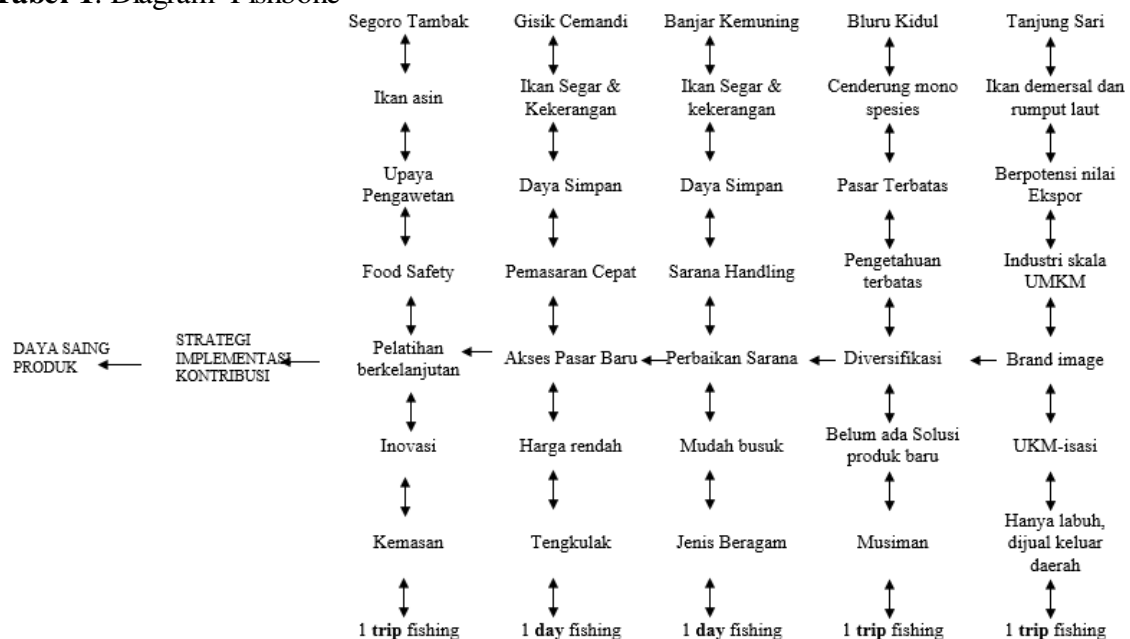 Tabel 1. Diagram Fishbone
Segoro Tambak
Gisik Cemandi
Banjar Kemuning
Bluru Kidul
Tanjung Sari
Ikan asin
Ikan Segar &
Kekerangan
Ikan Segar &
kekerangan
Cenderung mono
spesies
Ikan demersal dan
rumput laut
Upaya
Pengawetan
Daya Simpan
Daya Simpan
Pasar Terbatas
Berpotensi nilai
Ekspor
Food Safety
Pemasaran Cepat
Sarana Handling
Pengetahuan
terbatas
Industri skala
UMKM
DAYA SAING
PRODUK
STRATEGI
IMPLEMENTASI
KONTRIBUSI
Pelatihan
berkelanjutan
Akses Pasar Baru
Perbaikan Sarana
Diversifikasi
Brand image
Inovasi
Harga rendah
Mudah busuk
Belum ada Solusi
produk baru
UKM-isasi
Kemasan
Tengkulak
Jenis Beragam
Musiman
Hanya labuh,
dijual keluar
daerah
1 trip fishing
1 day fishing
1 day fishing
1 trip fishing
1 trip fishing